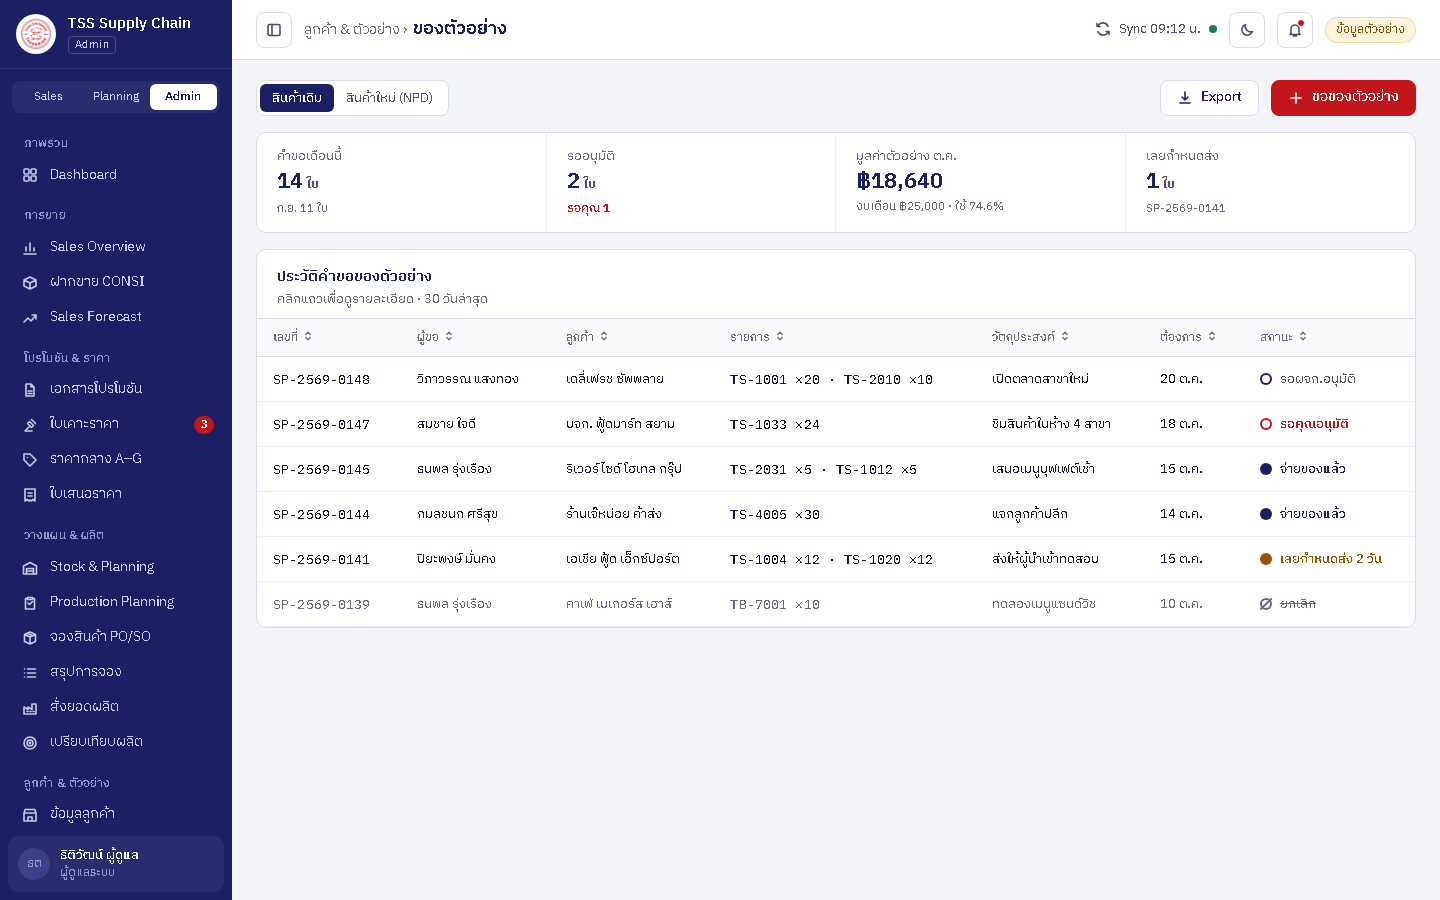 TSS Supply Chain
Admin
Sales Planning Admin
ภาพรวม
Dashboard
การขาย
Sales Overview
ฝากขาย CONSI
Sales Forecast
โปรโมชัน & ราคา
เอกสารโปรโมชัน
ใบเคาะราคา 3
ราคากลาง A–G
ใบเสนอราคา
วางแผน & ผลิต
Stock & Planning
Production Planning
จองสินค้า PO/SO
สรุปการจอง
สั่งยอดผลิต
เปรียบเทียบผลิต
ลูกค้า & ตัวอย่าง
ข้อมูลลูกค้า
ธต
ธิติวัฒน์ ผู้ดูแล
ผู้ดูแลระบบ
ลูกค้า & ตัวอย่าง › ของตัวอย่าง
Sync 09:12 น.
ข้อมูลตัวอย่าง
สินค้าเดิม สินค้าใหม่ (NPD)
Export
ขอของตัวอย่าง
คำขอเดือนนี้
14 ใบ
ก.ย. 11 ใบ
รออนุมัติ
2 ใบ
รอคุณ 1
มูลค่าตัวอย่าง ต.ค.
฿18,640
งบเดือน ฿25,000 · ใช้ 74.6%
เลยกำหนดส่ง
1 ใบ
SP-2569-0141
ประวัติคำขอของตัวอย่าง
คลิกแถวเพื่อดูรายละเอียด · 30 วันล่าสุด
เลขที่ ผู้ขอ ลูกค้า รายการ วัตถุประสงค์ ต้องการ สถานะ
SP-2569-0148 วิภาวรรณ แสงทอง เดลี่เฟรช ซัพพลาย TS-1001 ×20 · TS-2010 ×10 เปิดตลาดสาขาใหม่ 20 ต.ค. รอผจก.อนุมัติ
SP-2569-0147 สมชาย ใจดี บจก. ฟู้ดมาร์ท สยาม TS-1033 ×24 ชิมสินค้าในห้าง 4 สาขา 18 ต.ค. รอคุณอนุมัติ
SP-2569-0145 ธนพล รุ่งเรือง ริเวอร์ไซด์ โฮเทล กรุ๊ป TS-2031 ×5 · TS-1012 ×5 เสนอเมนูบุฟเฟต์เช้า 15 ต.ค. จ่ายของแล้ว
SP-2569-0144 กมลชนก ศรีสุข ร้านเจ๊หน่อย ค้าส่ง TS-4005 ×30 แจกลูกค้าปลีก 14 ต.ค. จ่ายของแล้ว
SP-2569-0141 ปิยะพงษ์ มั่นคง เอเชีย ฟู้ด เอ็กซ์ปอร์ต TS-1004 ×12 · TS-1020 ×12 ส่งให้ผู้นำเข้าทดสอบ 15 ต.ค. เลยกำหนดส่ง 2 วัน
SP-2569-0139 ธนพล รุ่งเรือง คาเฟ่ เบเกอร์ส เฮาส์ TB-7001 ×10 ทดลองเมนูแซนด์วิช 10 ต.ค. ยกเลิก